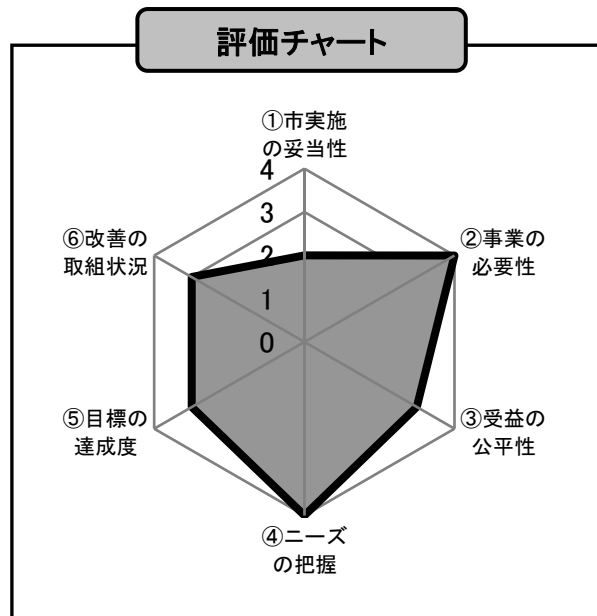 評価チャート
①市実施
の妥当性
4
3
2
1
0
②事業の
必要性
③受益の
公平性
④ニーズ
の把握
⑤目標の
達成度
⑥改善の
取組状況